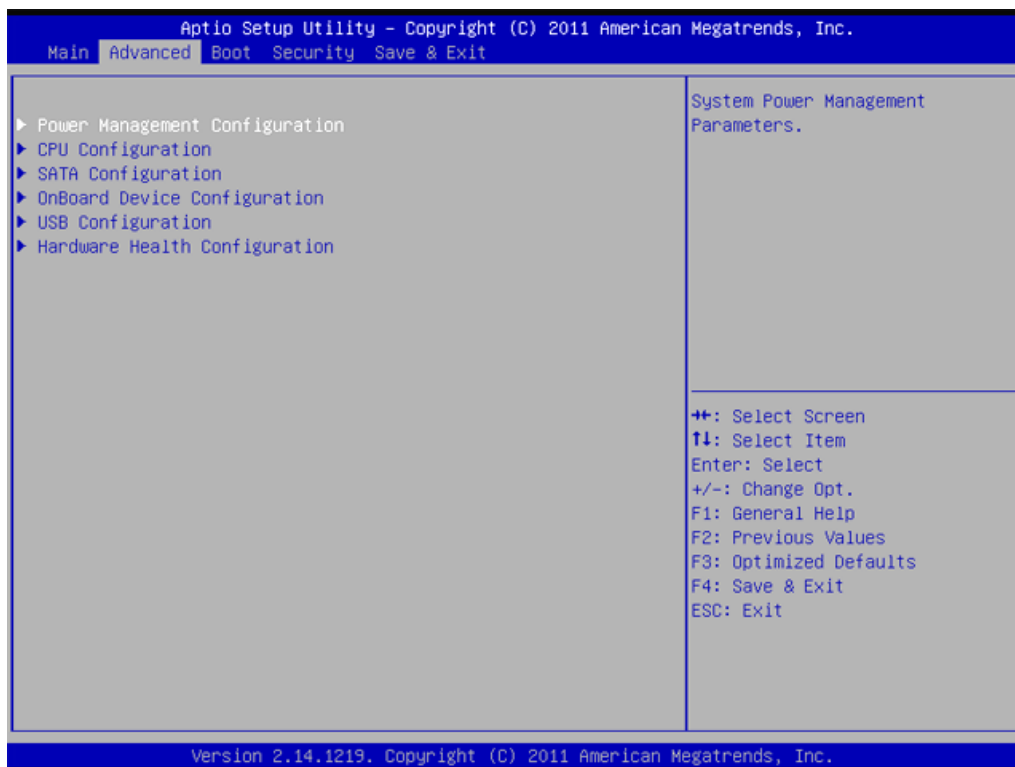 Aptio Setup Utility – Copyright (C) 2011 American Megatrends, Inc.
Main Advanced Boot Security Save & Exit
▶ Power Management Configuration
▶ CPU Configuration
▶ SATA Configuration
▶ OnBoard Device Configuration
▶ USB Configuration
▶ Hardware Health Configuration
System Power Management
Parameters.
→←: Select Screen
↑↓: Select Item
Enter: Select
+/-: Change Opt.
F1: General Help
F2: Previous Values
F3: Optimized Defaults
F4: Save & Exit
ESC: Exit
Version 2.14.1219. Copyright (C) 2011 American Megatrends, Inc.